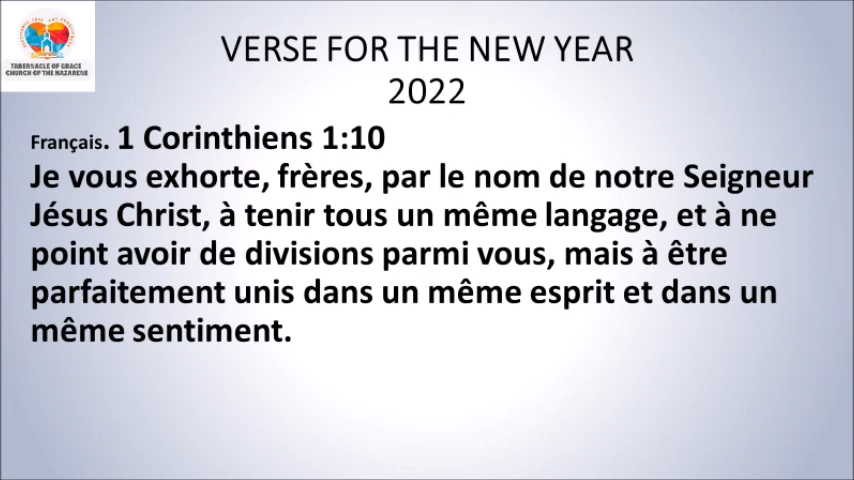 TABERNACLE OF GRACE
CHURCH OF THE NAZARENE
VERSE FOR THE NEW YEAR
2022
Français. 1 Corinthiens 1:10
Je vous exhorte, frères, par le nom de notre Seigneur
Jésus Christ, à tenir tous un même langage, et à ne
point avoir de divisions parmi vous, mais à être
parfaitement unis dans un même esprit et dans un
même sentiment.